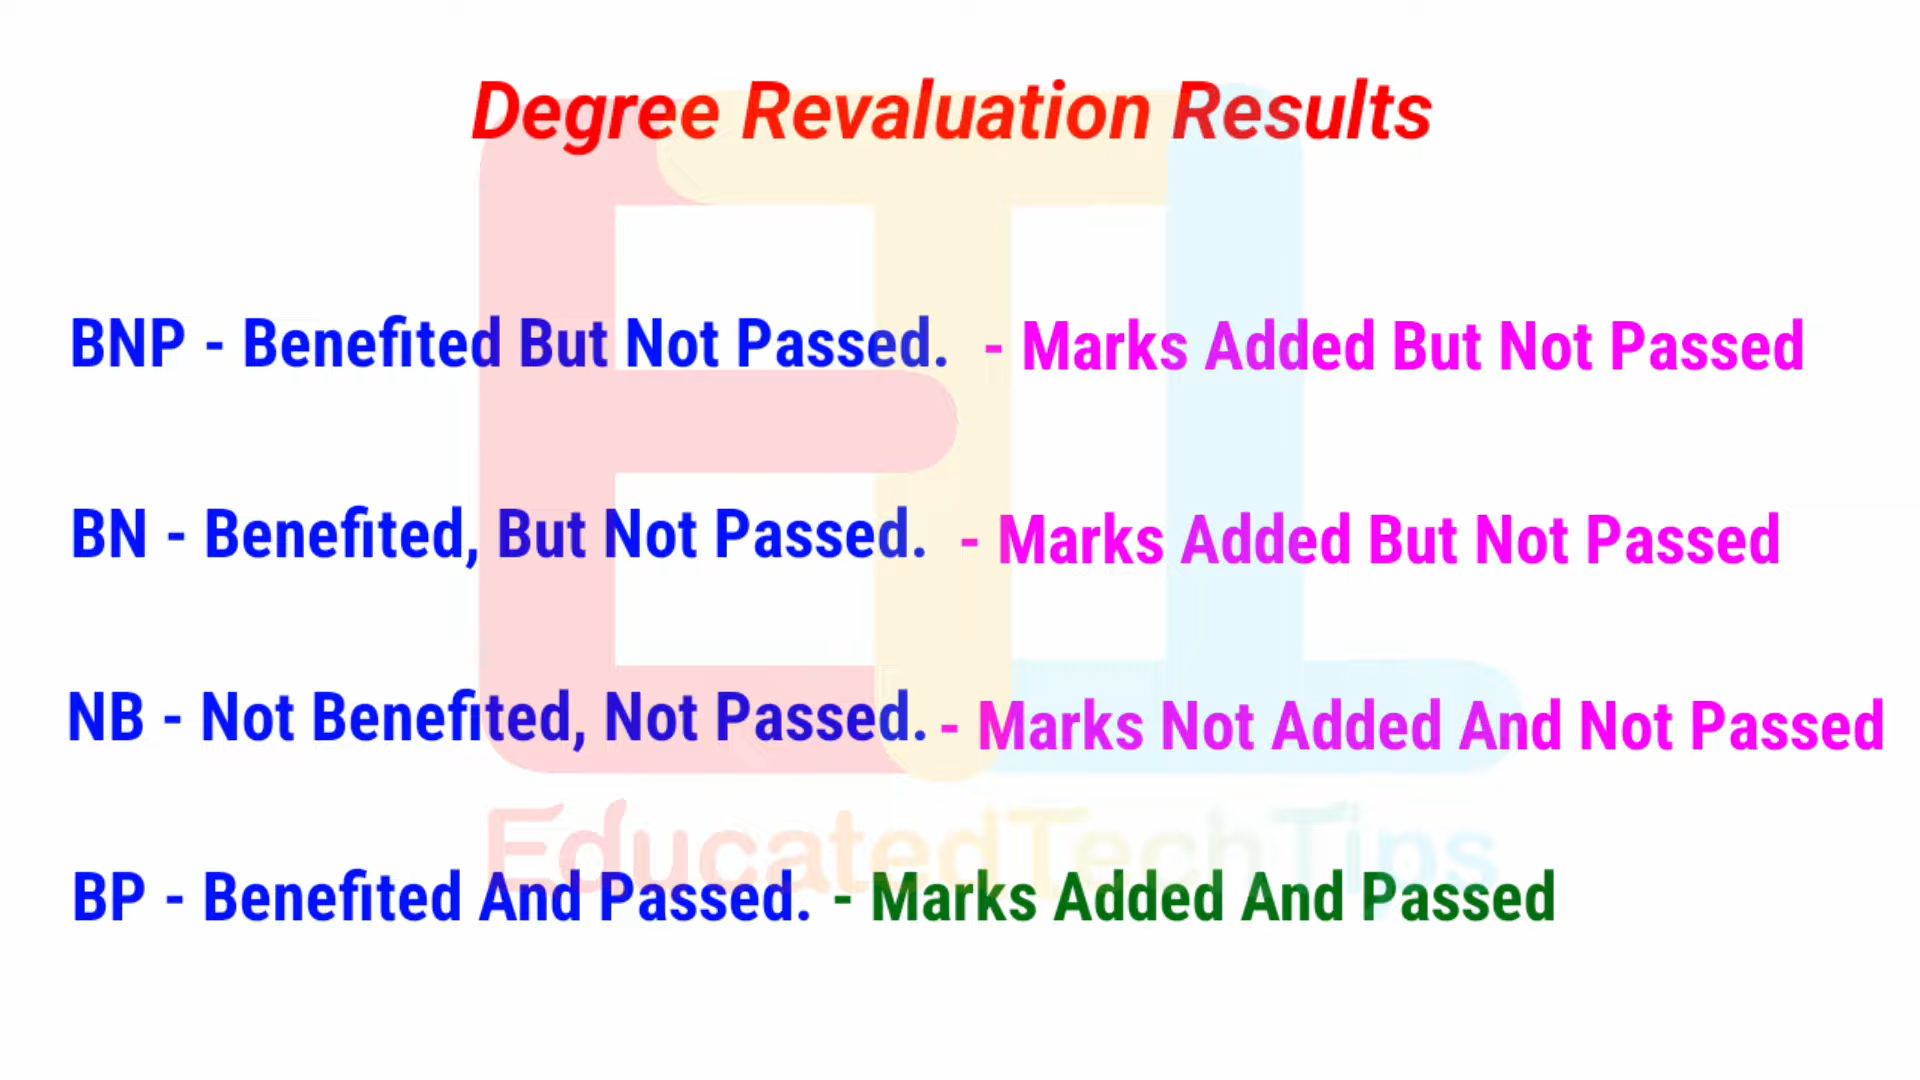 Degree Revaluation Results
BNP - Benefited But Not Passed. - Marks Added But Not Passed
BN - Benefited, But Not Passed. - Marks Added But Not Passed
NB - Not Benefited, Not Passed. - Marks Not Added And Not Passed
EducatedTechTips
BP - Benefited And Passed. - Marks Added And Passed